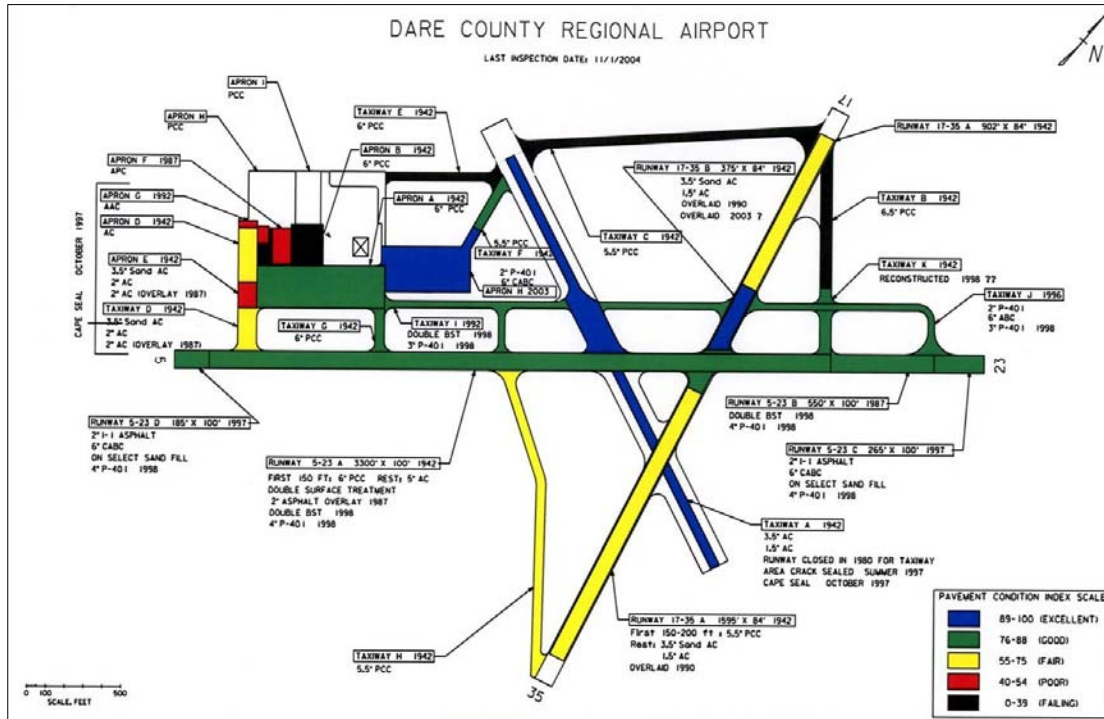 DARE COUNTY REGIONAL AIRPORT
LAST INSPECTION DATE: 11/1/2004
N
APRON I
PCC
APRON H
PCC
APRON F 1987
APC
APRON G 1992
AAC
APRON D 1942
AC
APRON E 1942
3.5" Sand AC
2" AC
2" AC (OVERLAY 1987)
TAXIWAY D 1942
3.5" Sand AC
2" AC
2" AC (OVERLAY 1987)
CAPE SEAL OCTOBER 1997
TAXIWAY E 1942
6" PCC
APRON B 1942
6" PCC
APRON A 1942
6" PCC
5.5" PCC
TAXIWAY F 1942
2" P-401
6" CABC
APRON H 2003
TAXIWAY G 1942
6" PCC
TAXIWAY I 1992
DOUBLE BST 1998
3" P-401 1998
TAXIWAY C 1942
5.5" PCC
RUNWAY 17-35 B 375' X 84' 1942
3.5" Sand AC
1.5" AC
OVERLAID 1990
OVERLAID 2003 ?
17
RUNWAY 17-35 A 902' X 84' 1942
TAXIWAY B 1942
6.5" PCC
TAXIWAY K 1942
RECONSTRUCTED 1998 ??
TAXIWAY J 1996
2" P-401
6" ABC
3" P-401 1998
5
23
RUNWAY 5-23 D 185' X 100' 1997
2" I-1 ASPHALT
6" CABC
ON SELECT SAND FILL
4" P-401 1998
RUNWAY 5-23 A 3300' X 100' 1942
FIRST 150 FT: 6" PCC REST: 5" AC
DOUBLE SURFACE TREATMENT
2" ASPHALT OVERLAY 1987
DOUBLE BST 1998
4" P-401 1998
RUNWAY 5-23 B 550' X 100' 1987
DOUBLE BST 1998
4" P-401 1998
RUNWAY 5-23 C 265' X 100' 1997
2" I-1 ASPHALT
6" CABC
ON SELECT SAND FILL
4" P-401 1998
TAXIWAY A 1942
3.5" AC
1.5" AC
RUNWAY CLOSED IN 1980 FOR TAXIWAY
AREA CRACK SEALED SUMMER 1997
CAPE SEAL OCTOBER 1997
RUNWAY 17-35 A 1595' X 84' 1942
First 150-200 ft : 5.5" PCC
Rest: 3.5" Sand AC
1.5" AC
OVERLAID 1990
TAXIWAY H 1942
5.5" PCC
35
0 100 500
SCALE, FEET
PAVEMENT CONDITION INDEX SCALE
89-100 (EXCELLENT)
76-88 (GOOD)
55-75 (FAIR)
40-54 (POOR)
0-39 (FAILING)